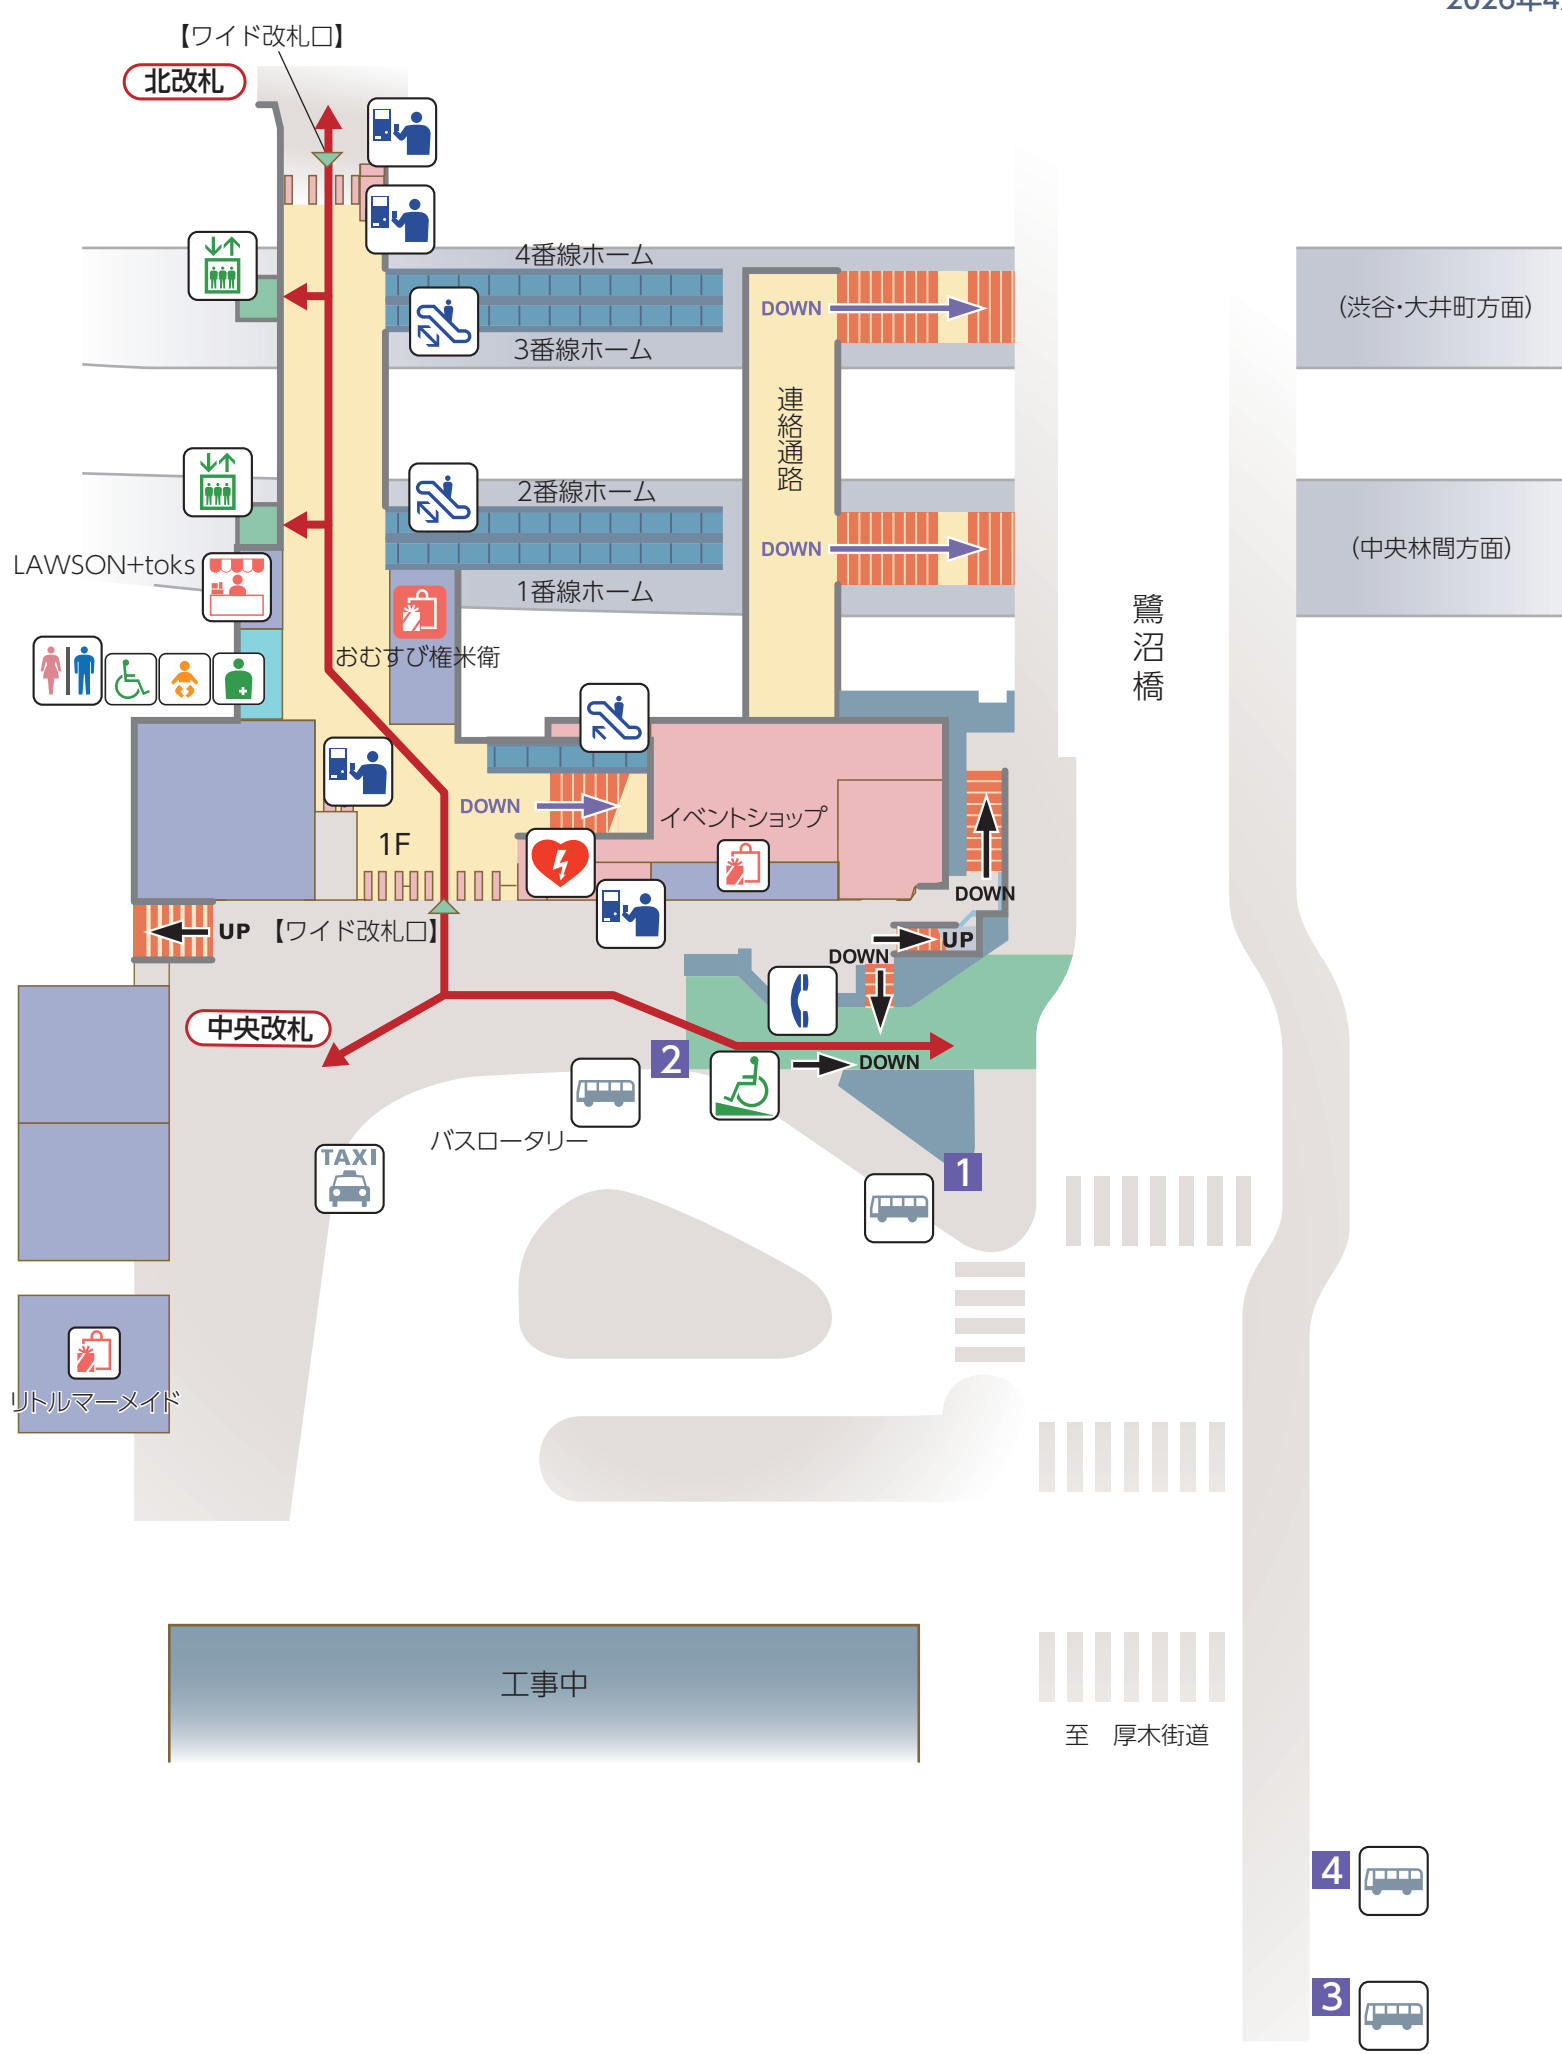 2026年4
【ワイド改札口】
北改札
4番線ホーム
DOWN
(渋谷・大井町方面)
3番線ホーム
連絡通路
2番線ホーム
DOWN
(中央林間方面)
LAWSON+toks
1番線ホーム
鷺沼橋
おむすび権米衛
DOWN
イベントショップ
1F
DOWN
UP
【ワイド改札口】
UP
DOWN
中央改札
2
DOWN
バスロータリー
TAXI
1
リトルマーメイド
工事中
至 厚木街道
4
3